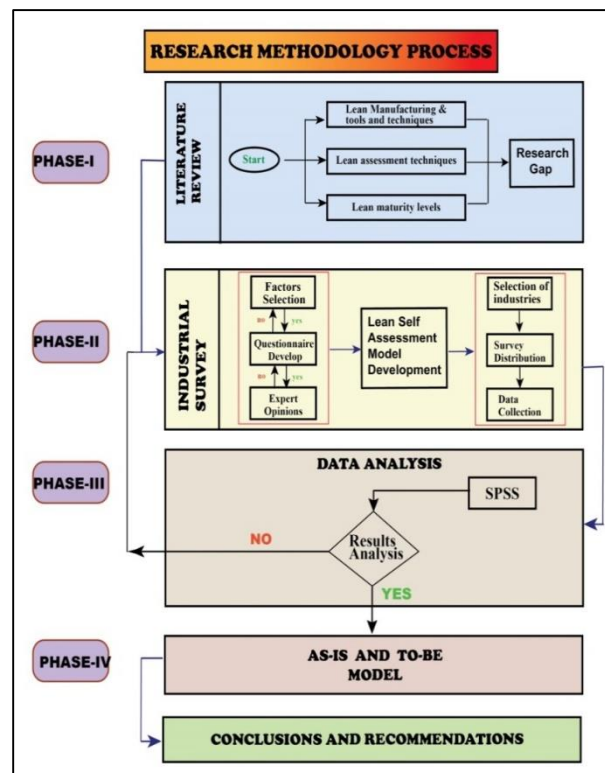 RESEARCH METHODOLOGY PROCESS
PHASE-I
LITERATURE
REVIEW
Start
Lean Manufacturing &
tools and techniques
Lean assessment techniques
Lean maturity levels
Research
Gap
PHASE-II
INDUSTRIAL
SURVEY
Factors
Selection
NO
YES
Questionnaire
Develop
NO
YES
Expert
Opinions
Lean Self
Assessment
Model
Development
Selection of
industries
Survey
Distribution
Data
Collection
PHASE-III
DATA ANALYSIS
SPSS
Results
Analysis
NO
YES
PHASE-IV
AS-IS AND TO-BE
MODEL
CONCLUSIONS AND RECOMMENDATIONS